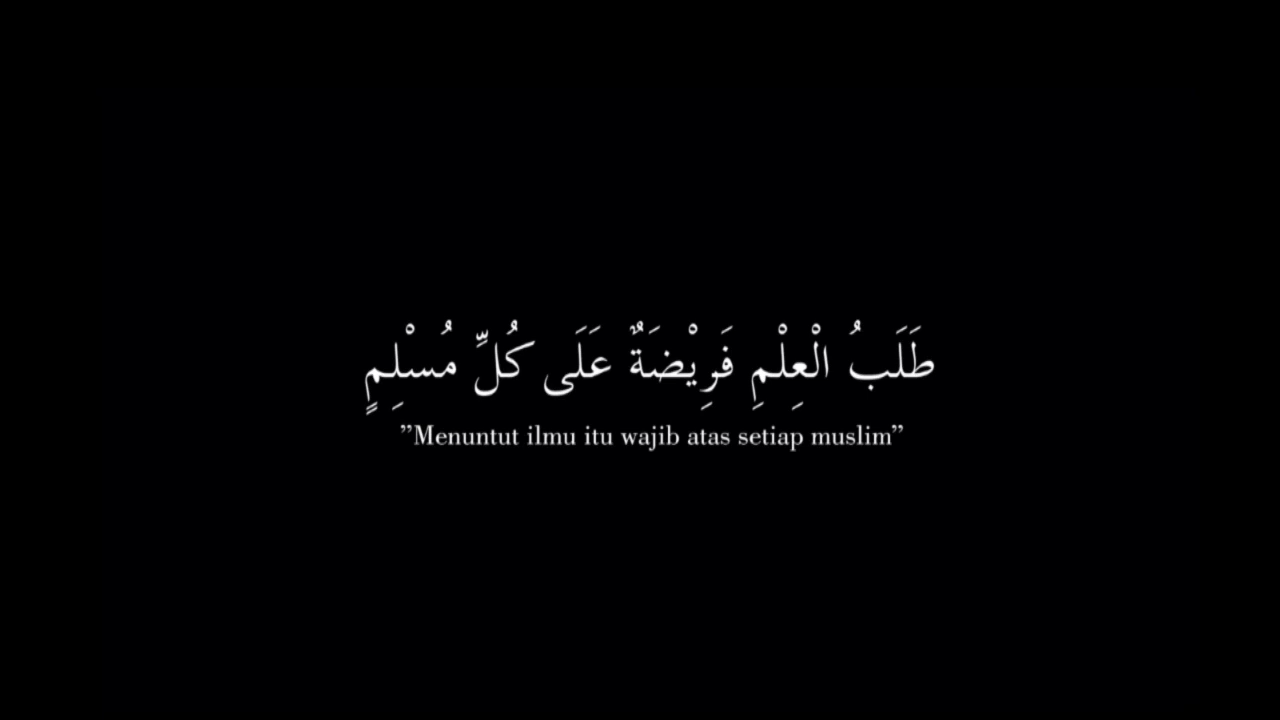 طَلَبُ الْعِلْمِ فَرِيْضَةٌ عَلَى كُلِّ مُسْلِمٍ
”Menuntut ilmu itu wajib atas setiap muslim”